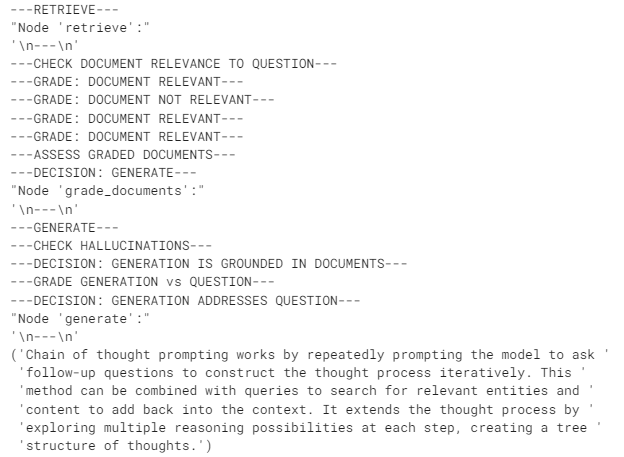 ---RETRIEVE---
"Node 'retrieve':"
'\n---\n'
---CHECK DOCUMENT RELEVANCE TO QUESTION---
---GRADE: DOCUMENT RELEVANT---
---GRADE: DOCUMENT NOT RELEVANT---
---GRADE: DOCUMENT RELEVANT---
---GRADE: DOCUMENT RELEVANT---
---ASSESS GRADED DOCUMENTS---
---DECISION: GENERATE---
"Node 'grade_documents':"
'\n---\n'
---GENERATE---
---CHECK HALLUCINATIONS---
---DECISION: GENERATION IS GROUNDED IN DOCUMENTS---
---GRADE GENERATION vs QUESTION---
---DECISION: GENERATION ADDRESSES QUESTION---
"Node 'generate':"
'\n---\n'
('Chain of thought prompting works by repeatedly prompting the model to ask '
 'follow-up questions to construct the thought process iteratively. This '
 'method can be combined with queries to search for relevant entities and '
 'content to add back into the context. It extends the thought process by '
 'exploring multiple reasoning possibilities at each step, creating a tree '
 'structure of thoughts.')